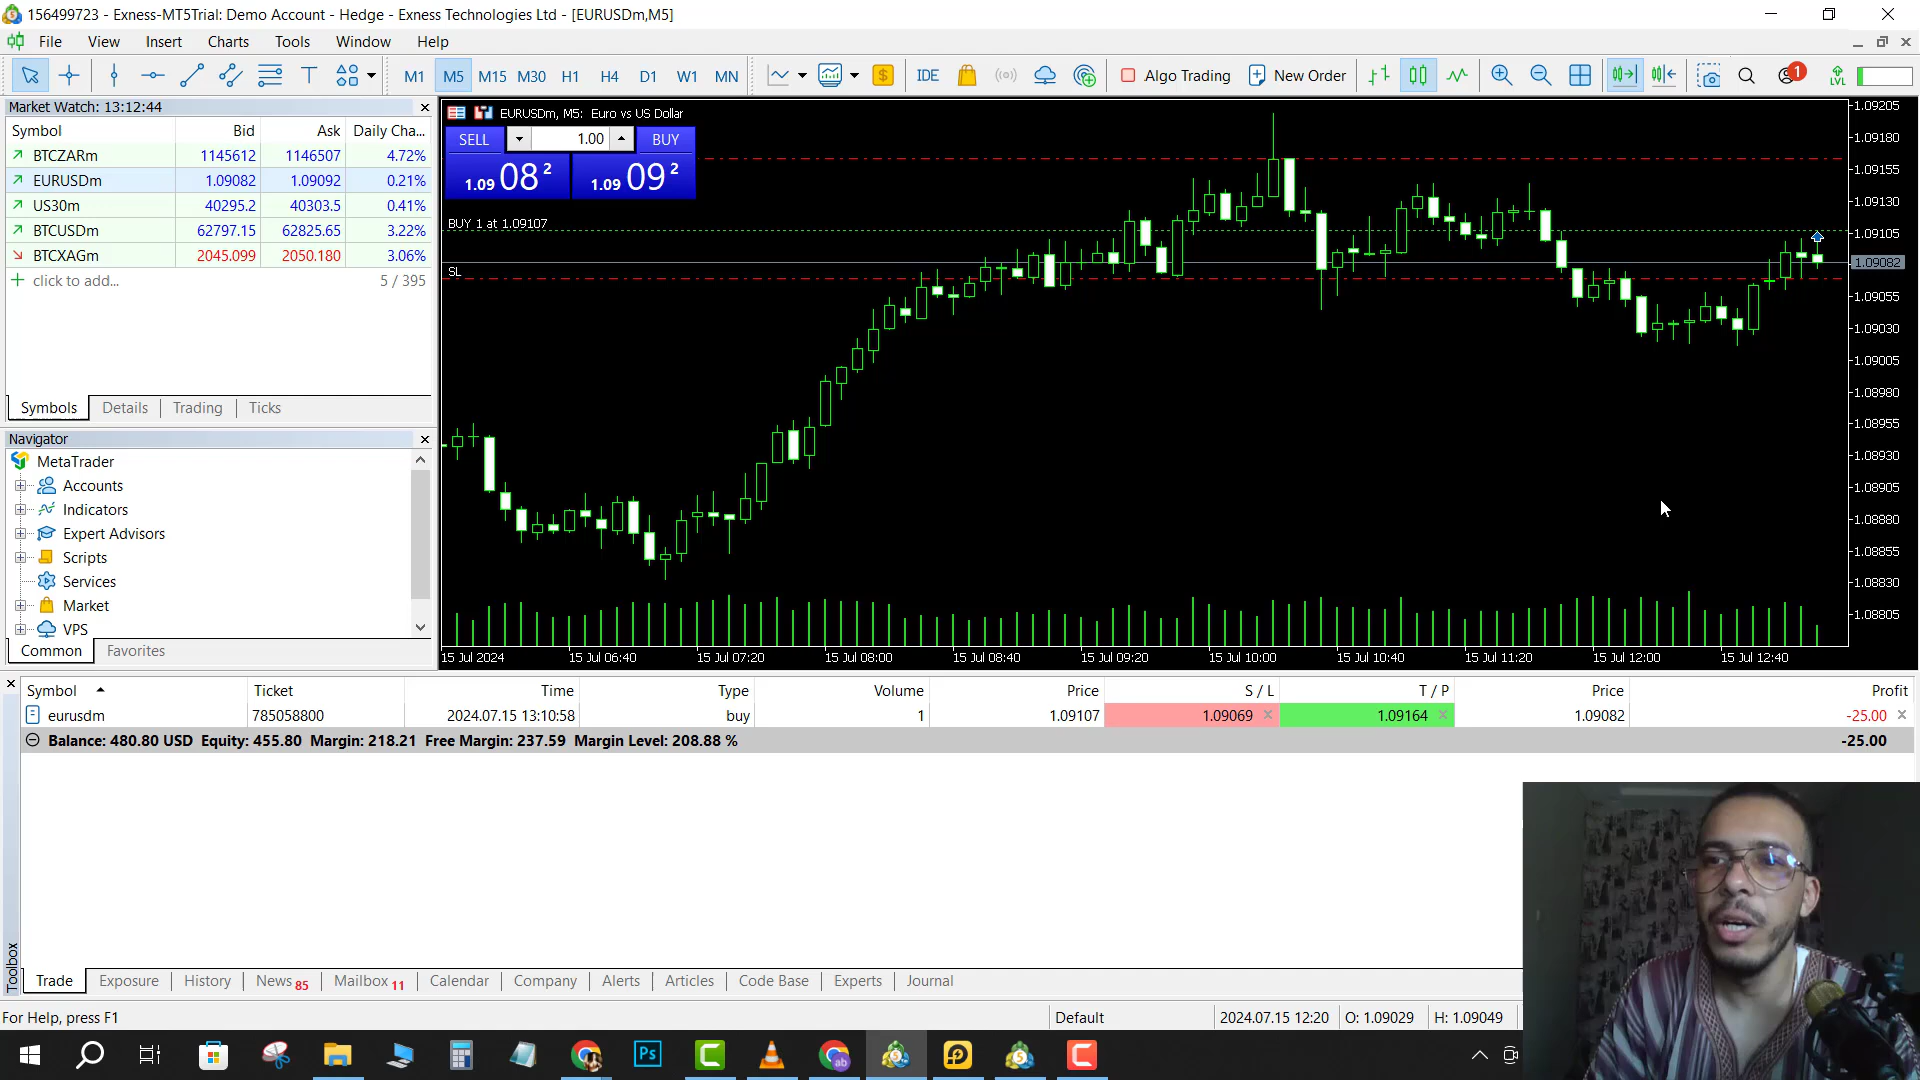 156499723 - Exness-MT5Trial: Demo Account - Hedge - Exness Technologies Ltd - [EURUSDm,M5]
File View Insert Charts Tools Window Help
M1 M5 M15 M30 H1 H4 D1 W1 MN IDE Algo Trading New Order 1 LVL
Market Watch: 13:12:44
Symbol Bid Ask Daily Cha...
BTCZARm 1145612 1146507 4.72%
EURUSDm 1.09082 1.09092 0.21%
US30m 40295.2 40303.5 0.41%
BTCUSDm 62797.15 62825.65 3.22%
BTCXAGm 2045.099 2050.180 3.06%
click to add... 5 / 395
Symbols Details Trading Ticks
Navigator
MetaTrader
Accounts
Indicators
Expert Advisors
Scripts
Services
Market
VPS
Common Favorites
EURUSDm, M5: Euro vs US Dollar
SELL 1.00 BUY
1.09 08 2 1.09 09 2
BUY 1 at 1.09107
SL
1.09205
1.09180
1.09155
1.09130
1.09105
1.09082
1.09055
1.09030
1.09005
1.08980
1.08955
1.08930
1.08905
1.08880
1.08855
1.08830
1.08805
15 Jul 2024 15 Jul 06:40 15 Jul 07:20 15 Jul 08:00 15 Jul 08:40 15 Jul 09:20 15 Jul 10:00 15 Jul 10:40 15 Jul 11:20 15 Jul 12:00 15 Jul 12:40
Symbol Ticket Time Type Volume Price S / L T / P Price Profit
eurusdm 785058800 2024.07.15 13:10:58 buy 1 1.09107 1.09069 1.09164 1.09082 -25.00
Balance: 480.80 USD Equity: 455.80 Margin: 218.21 Free Margin: 237.59 Margin Level: 208.88 % -25.00
Toolbox
Trade Exposure History News 85 Mailbox 11 Calendar Company Alerts Articles Code Base Experts Journal
For Help, press F1 Default 2024.07.15 12:20 O: 1.09029 H: 1.09049
Ps